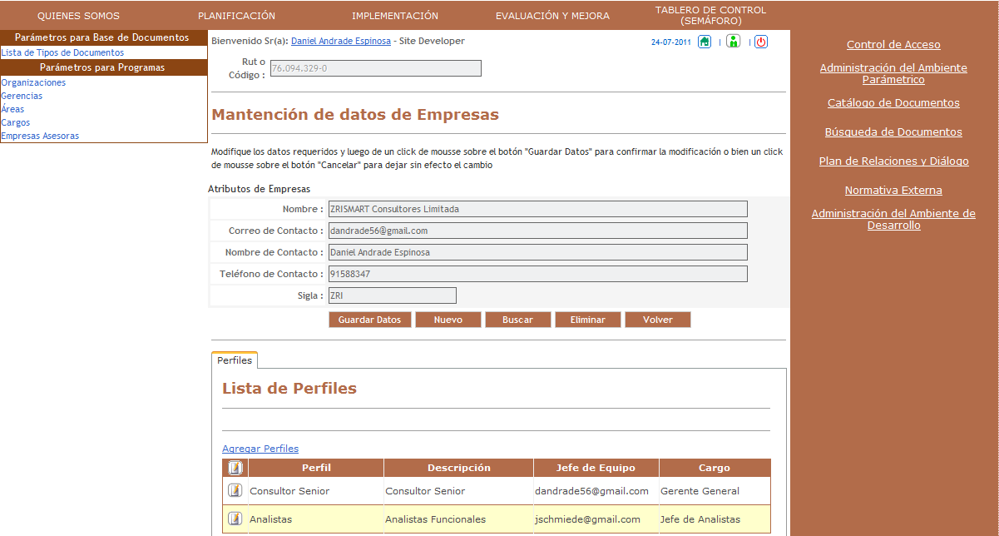 QUIENES SOMOS PLANIFICACIÓN IMPLEMENTACIÓN EVALUACIÓN Y MEJORA TABLERO DE CONTROL
(SEMÁFORO)
Parámetros para Base de Documentos
Lista de Tipos de Documentos
Parámetros para Programas
Organizaciones
Gerencias
Áreas
Cargos
Empresas Asesoras
Bienvenido Sr(a): Daniel Andrade Espinosa - Site Developer 24-07-2011 | |
Rut o
Código : 76.094.329-0
Mantención de datos de Empresas
Modifique los datos requeridos y luego de un click de mousse sobre el botón "Guardar Datos" para confirmar la modificación o bien un click
de mousse sobre el botón "Cancelar" para dejar sin efecto el cambio
Atributos de Empresas
Nombre : ZRISMART Consultores Limitada
Correo de Contacto : dandrade56@gmail.com
Nombre de Contacto : Daniel Andrade Espinosa
Teléfono de Contacto : 91588347
Sigla : ZRI
Guardar Datos Nuevo Buscar Eliminar Volver
Perfiles
Lista de Perfiles
Agregar Perfiles
Perfil Descripción Jefe de Equipo Cargo
Consultor Senior Consultor Senior dandrade56@gmail.com Gerente General
Analistas Analistas Funcionales jschmiede@gmail.com Jefe de Analistas
Control de Acceso
Administración del Ambiente
Parámetrico
Catálogo de Documentos
Búsqueda de Documentos
Plan de Relaciones y Diálogo
Normativa Externa
Administración del Ambiente de
Desarrollo